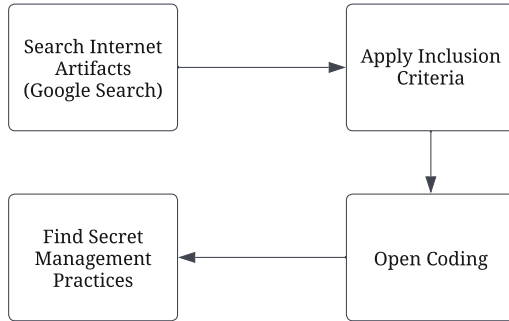 Search Internet
Artifacts
(Google Search)
Apply Inclusion
Criteria
Open Coding
Find Secret
Management
Practices